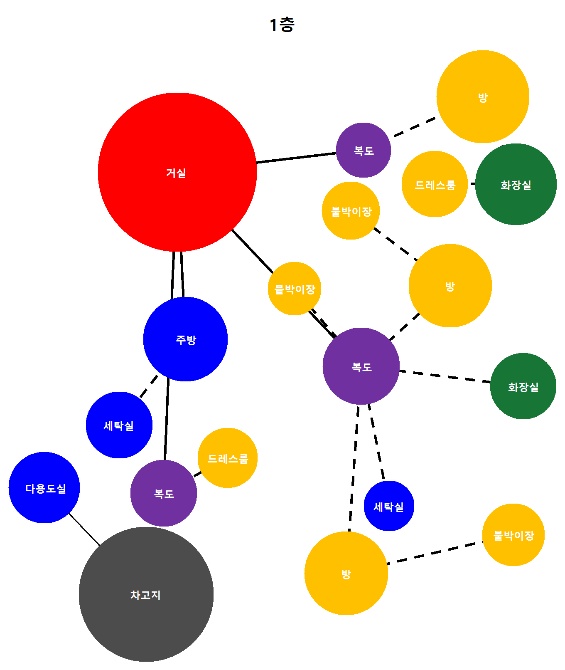 1층
방
복도
거실
드레스룸
화장실
붙박이장
방
붙박이장
주방
복도
화장실
세탁실
드레스룸
다용도실
복도
세탁실
붙박이장
방
차고지